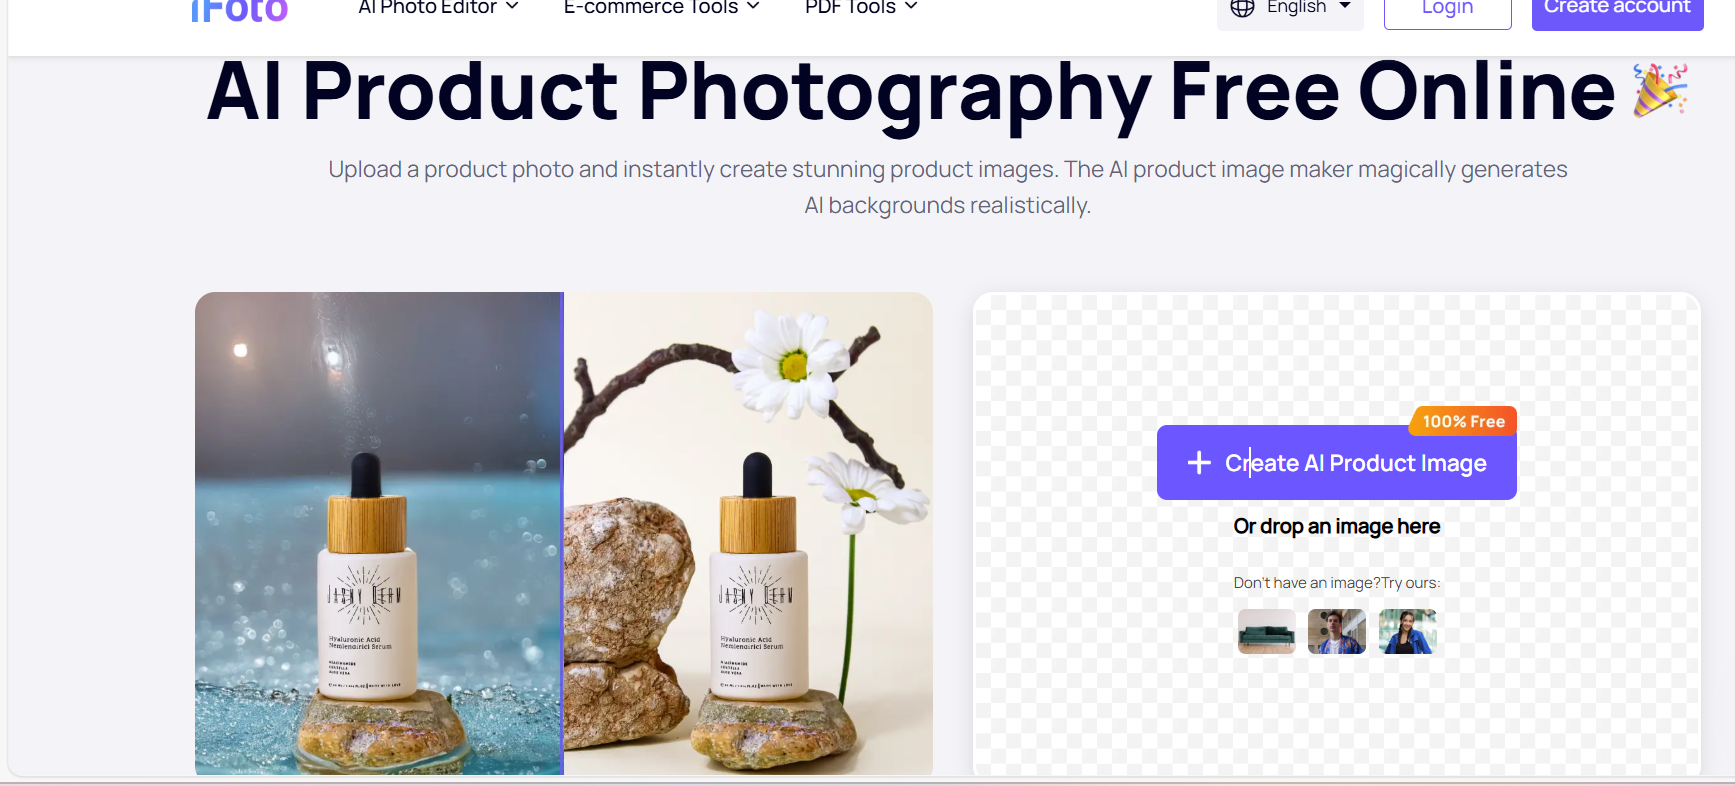 iFoto
AI Photo Editor
E-commerce Tools
PDF Tools
English
Login
Create account
AI Product Photography Free Online
Upload a product photo and instantly create stunning product images. The AI product image maker magically generates
AI backgrounds realistically.
100% Free
Create AI Product Image
Or drop an image here
Don't have an image?Try ours:
Hyaluronic Acid
Hyaluronic Acid